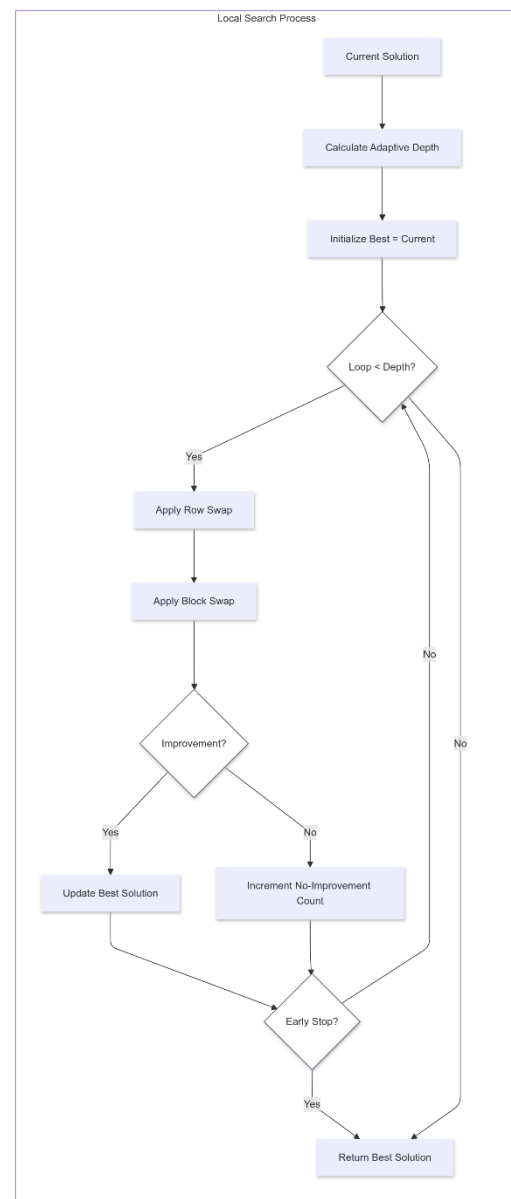 Local Search Process
Current Solution
Calculate Adaptive Depth
Initialize Best = Current
Loop < Depth?
Yes
Apply Row Swap
Apply Block Swap
No
No
Improvement?
Yes
No
Update Best Solution
Increment No-Improvement
Count
Early Stop?
Yes
Return Best Solution